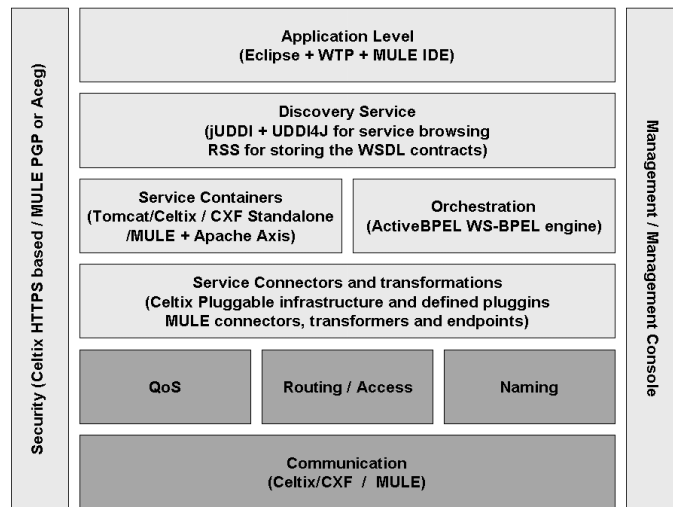 Application Level
(Eclipse + WTP + MULE IDE)
Discovery Service
(jUDDI + UDDI4J for service browsing
RSS for storing the WSDL contracts)
Service Containers
(Tomcat/Celtix / CXF Standalone
/MULE + Apache Axis)
Orchestration
(ActiveBPEL WS-BPEL engine)
Service Connectors and transformations
(Celtix Pluggable infrastructure and defined pluggins
MULE connectors, transformers and endpoints)
QoS
Routing / Access
Naming
Communication
(Celtix/CXF / MULE)
Security (Celtix HTTPS based / MULE PGP or Aceg)
Management / Management Console